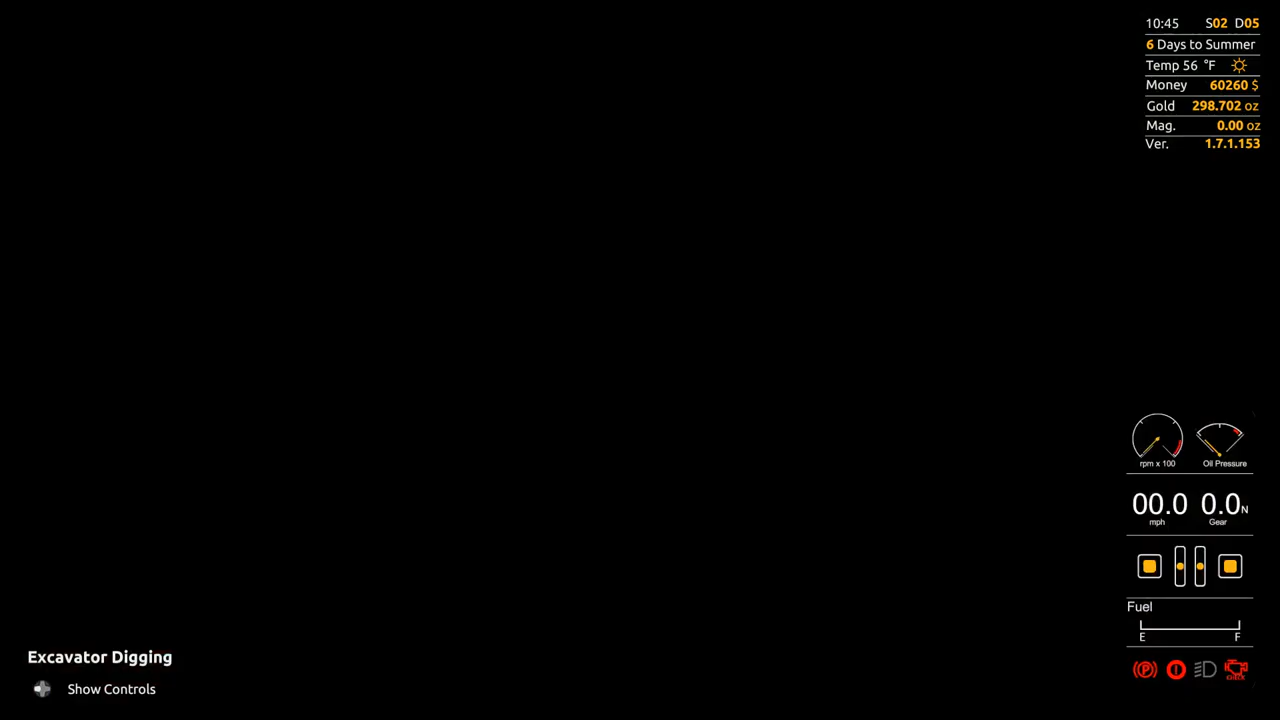 10:45 S02 D05
6 Days to Summer
Temp 56 °F
Money 60260 $
Gold 298.702 oz
Mag. 0.00 oz
Ver. 1.7.1.153
rpm x 100 Oil Pressure
00.0 0.0N
mph Gear
Fuel
E F
CHECK
Excavator Digging
Show Controls